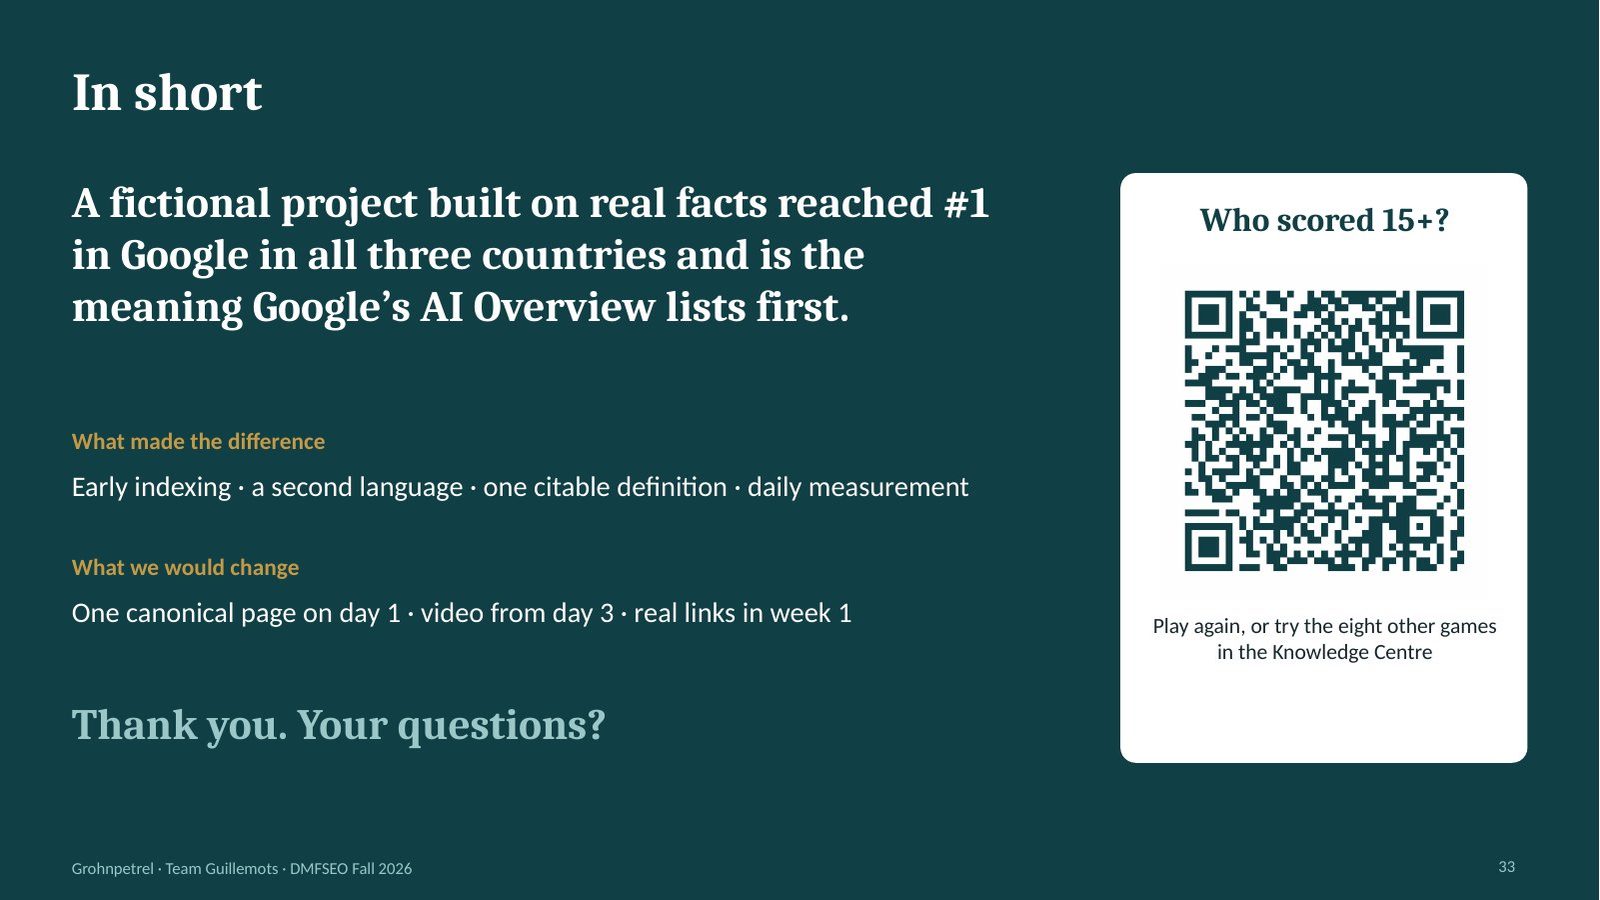 In short
A fictional project built on real facts reached #1
in Google in all three countries and is the
meaning Google’s AI Overview lists first.
What made the difference
Early indexing · a second language · one citable definition · daily measurement
What we would change
One canonical page on day 1 · video from day 3 · real links in week 1
Thank you. Your questions?
Who scored 15+?
Play again, or try the eight other games
in the Knowledge Centre
Grohnpetrel · Team Guillemots · DMFSEO Fall 2026
33